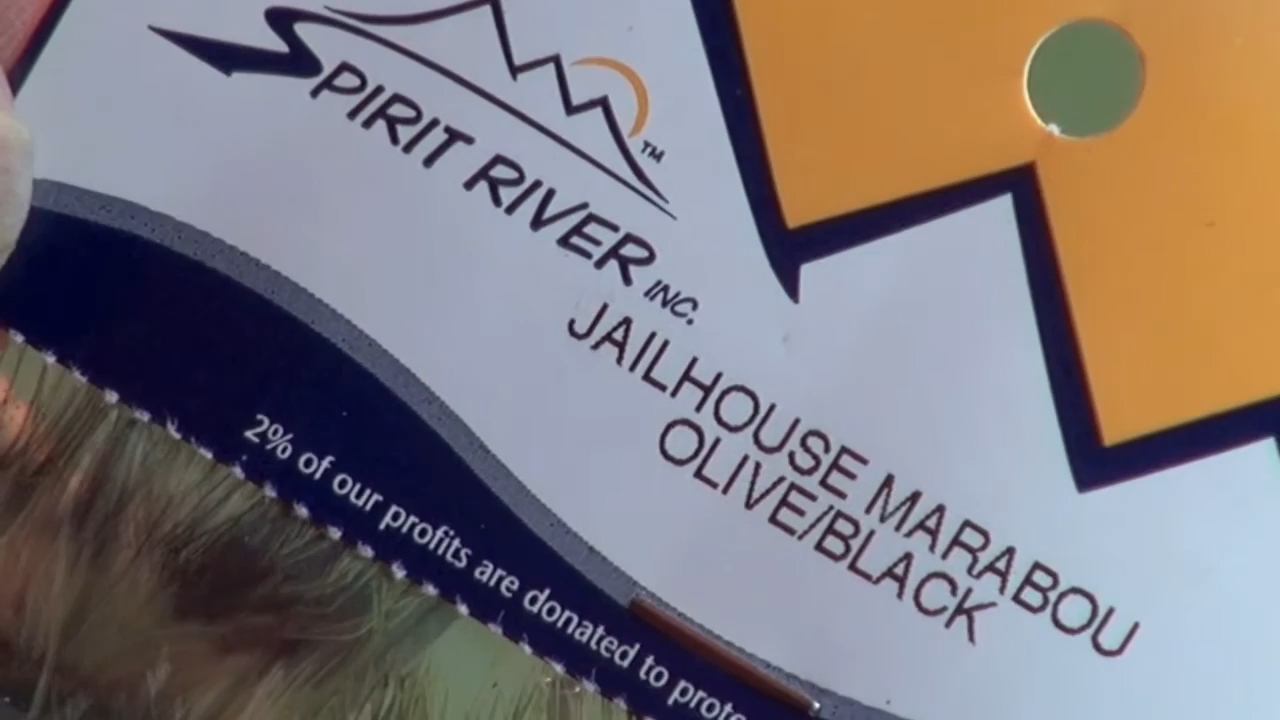 SPIRIT RIVER INC.
TM
JAILHOUSE MARABOU
OLIVE/BLACK
2% of our profits are donated to prote